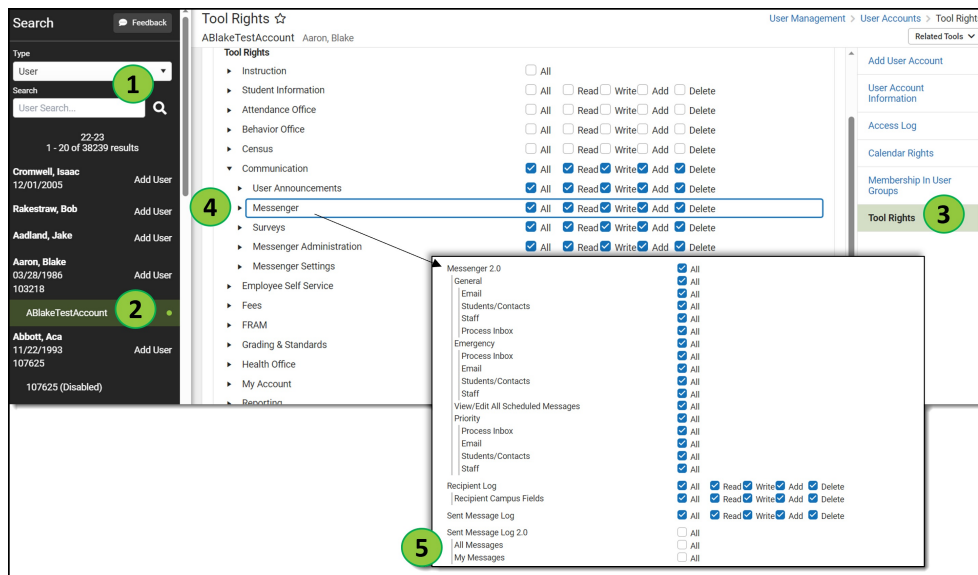 Search
Feedback
Type
User
1
Search
User Search...
22-23
1 - 20 of 38239 results
Cromwell, Isaac
12/01/2005 Add User
Rakestraw, Bob Add User
Aadland, Jake Add User
Aaron, Blake
03/28/1986 Add User
103218
ABlakeTestAccount 2
Abbott, Aca
11/22/1993 Add User
107625
107625 (Disabled)
Tool Rights
User Management > User Accounts > Tool Right
ABlakeTestAccount Aaron, Blake
Related Tools
Tool Rights
Instruction All
Student Information All Read Write Add Delete
Attendance Office All Read Write Add Delete
Behavior Office All Read Write Add Delete
Census All Read Write Add Delete
Communication All Read Write Add Delete
User Announcements All Read Write Add Delete
4 Messenger All Read Write Add Delete
Surveys All Read Write Add Delete
Messenger Administration All Read Write Add Delete
Messenger Settings
Employee Self Service
Fees
FRAM
Grading & Standards
Health Office
My Account
Reporting
Add User Account
User Account
Information
Access Log
Calendar Rights
Membership In User
Groups
Tool Rights 3
Messenger 2.0 All
General All
Email All
Students/Contacts All
Staff All
Process Inbox All
Emergency All
Process Inbox All
Email All
Students/Contacts All
Staff All
View/Edit All Scheduled Messages All
Priority All
Process Inbox All
Email All
Students/Contacts All
Staff All
Recipient Log All Read Write Add Delete
Recipient Campus Fields All Read Write Add Delete
Sent Message Log All Read Write Add Delete
Sent Message Log 2.0 All
5 All Messages All
My Messages All